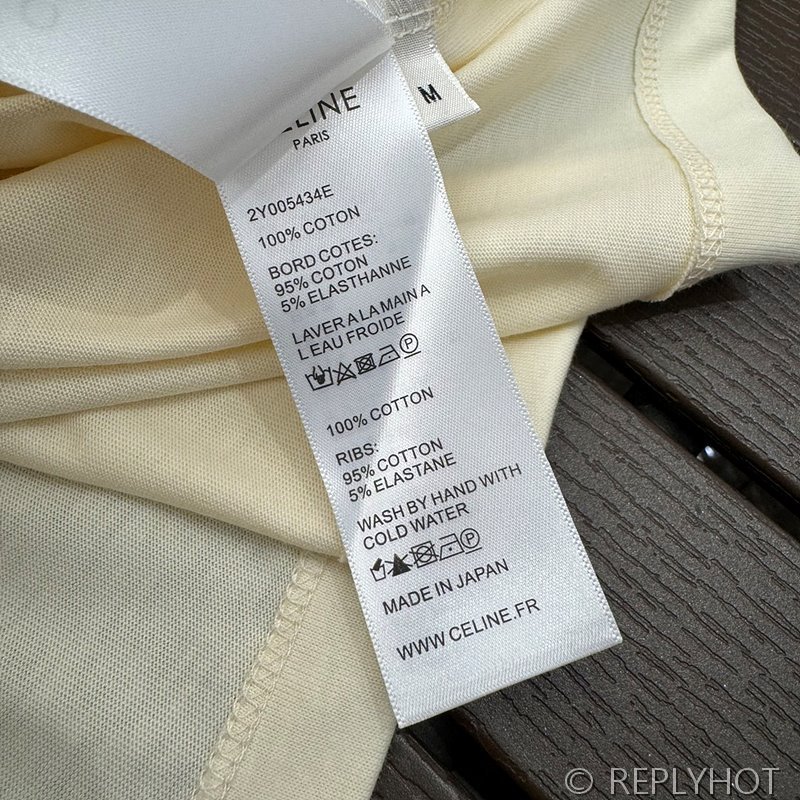 M
CELINE
PARIS
2Y005434E
100% COTON
BORD COTES:
95% COTON
5% ELASTHANNE
LAVER A LA MAIN A
L EAU FROIDE
P
100% COTTON
RIBS:
95% COTTON
5% ELASTANE
WASH BY HAND WITH
COLD WATER
P
MADE IN JAPAN
WWW.CELINE.FR
© REPLYHOT